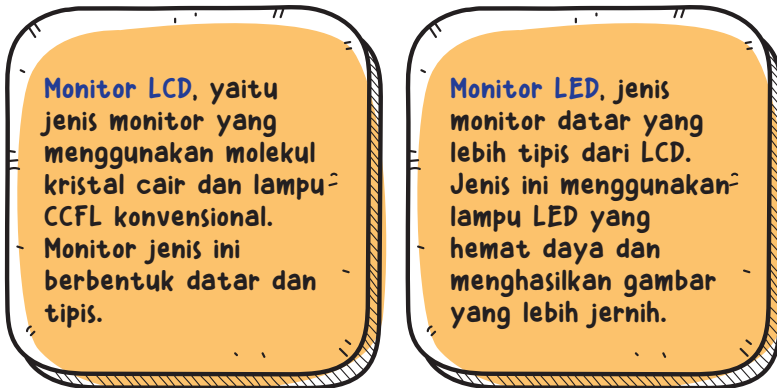 Monitor LCD, yaitu
jenis monitor yang
menggunakan molekul
kristal cair dan lampu
CCFL konvensional.
Monitor jenis ini
berbentuk datar dan
tipis.
Monitor LED, jenis
monitor datar yang
lebih tipis dari LCD.
Jenis ini menggunakan
lampu LED yang
hemat daya dan
menghasilkan gambar
yang lebih jernih.